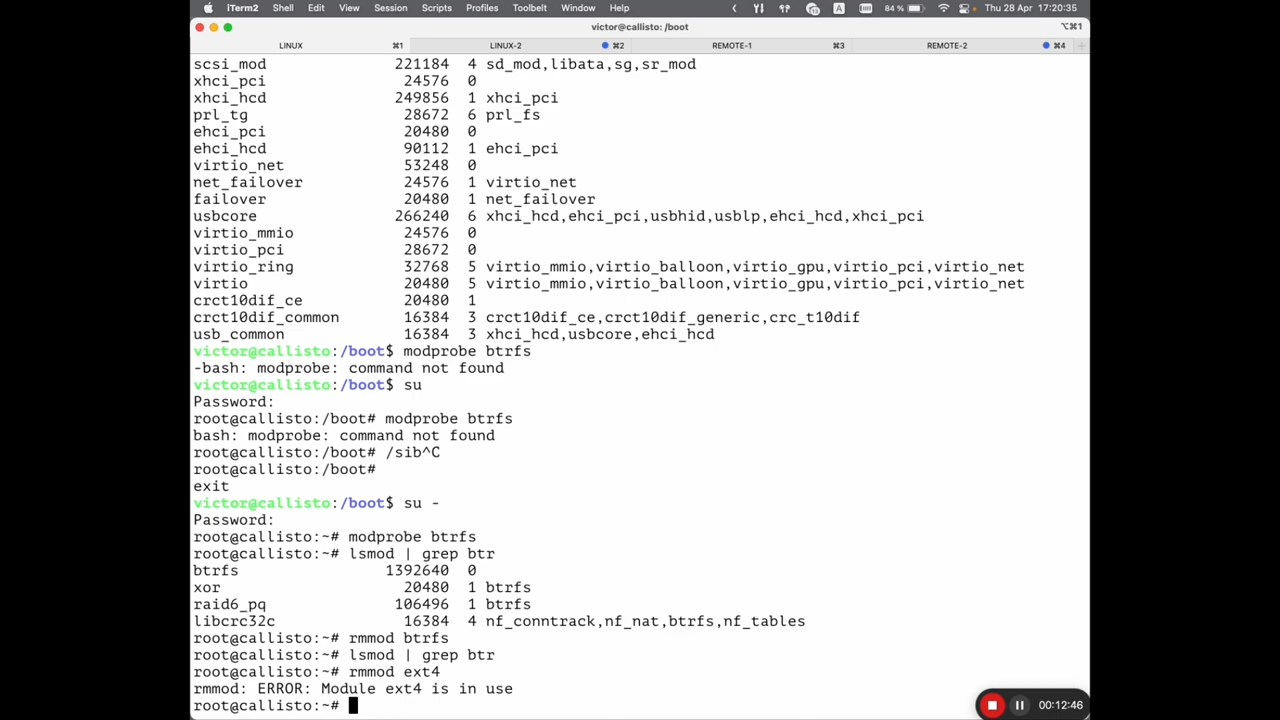 iTerm2 Shell Edit View Session Scripts Profiles Toolbelt Window Help A 84 % Thu 28 Apr 17:20:35
victor@callisto: /boot ⌥⌘1
LINUX ⌘1 LINUX-2 ⌘2 REMOTE-1 ⌘3 REMOTE-2 ⌘4
scsi_mod 221184 4 sd_mod,libata,sg,sr_mod
xhci_pci 24576 0
xhci_hcd 249856 1 xhci_pci
prl_tg 28672 6 prl_fs
ehci_pci 20480 0
ehci_hcd 90112 1 ehci_pci
virtio_net 53248 0
net_failover 24576 1 virtio_net
failover 20480 1 net_failover
usbcore 266240 6 xhci_hcd,ehci_pci,usbhid,usblp,ehci_hcd,xhci_pci
virtio_mmio 24576 0
virtio_pci 28672 0
virtio_ring 32768 5 virtio_mmio,virtio_balloon,virtio_gpu,virtio_pci,virtio_net
virtio 20480 5 virtio_mmio,virtio_balloon,virtio_gpu,virtio_pci,virtio_net
crct10dif_ce 20480 1
crct10dif_common 16384 3 crct10dif_ce,crct10dif_generic,crc_t10dif
usb_common 16384 3 xhci_hcd,usbcore,ehci_hcd
victor@callisto:/boot$ modprobe btrfs
-bash: modprobe: command not found
victor@callisto:/boot$ su
Password:
root@callisto:/boot# modprobe btrfs
bash: modprobe: command not found
root@callisto:/boot# /sib^C
root@callisto:/boot#
exit
victor@callisto:/boot$ su -
Password:
root@callisto:~# modprobe btrfs
root@callisto:~# lsmod | grep btr
btrfs 1392640 0
xor 20480 1 btrfs
raid6_pq 106496 1 btrfs
libcrc32c 16384 4 nf_conntrack,nf_nat,btrfs,nf_tables
root@callisto:~# rmmod btrfs
root@callisto:~# lsmod | grep btr
root@callisto:~# rmmod ext4
rmmod: ERROR: Module ext4 is in use
root@callisto:~#
00:12:46